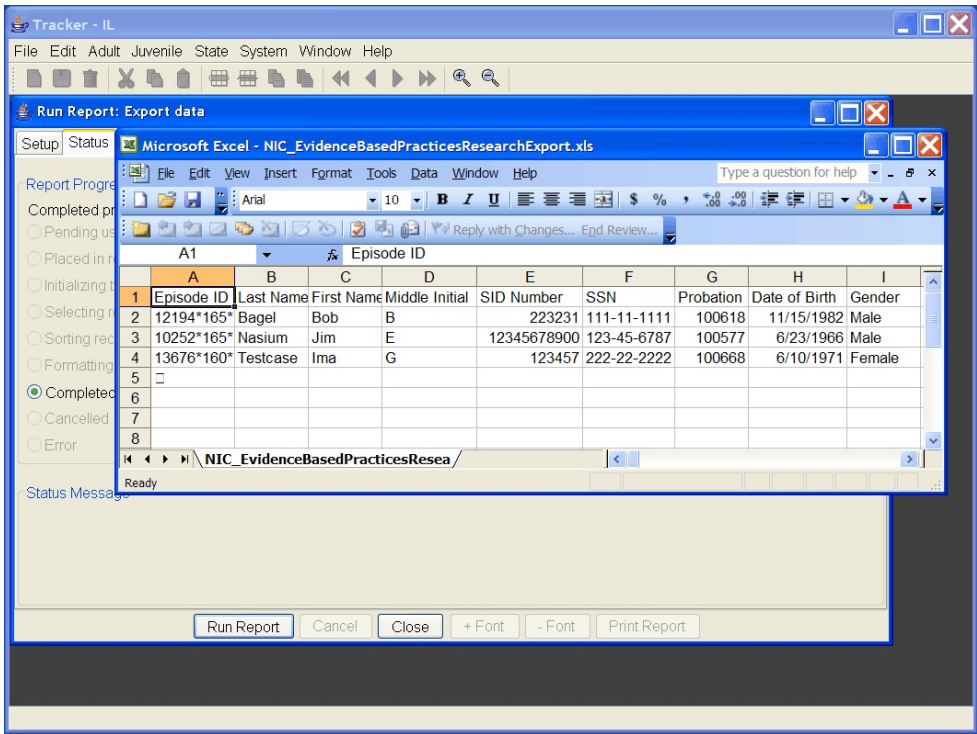 Tracker - IL
File Edit Adult Juvenile State System Window Help
Run Report: Export data
Setup Status
Microsoft Excel - NIC_EvidenceBasedPracticesResearchExport.xls
File Edit View Insert Format Tools Data Window Help Type a question for help
Arial 10 B I U $ % ,
Reply with Changes... End Review...
A1 fx Episode ID
A B C D E F G H I
1 Episode ID Last Name First Name Middle Initial SID Number SSN Probation Date of Birth Gender
2 12194*165* Bagel Bob B 223231 111-11-1111 100618 11/15/1982 Male
3 10252*165* Nasium Jim E 12345678900 123-45-6787 100577 6/23/1966 Male
4 13676*160* Testcase Ima G 123457 222-22-2222 100668 6/10/1971 Female
5
6
7
8
NIC_EvidenceBasedPracticesResea
Ready
Report Progre
Completed pr
Pending us
Placed in r
Initializing t
Selecting r
Sorting rec
Formatting
Completed
Cancelled
Error
Status Message
Run Report Cancel Close + Font - Font Print Report